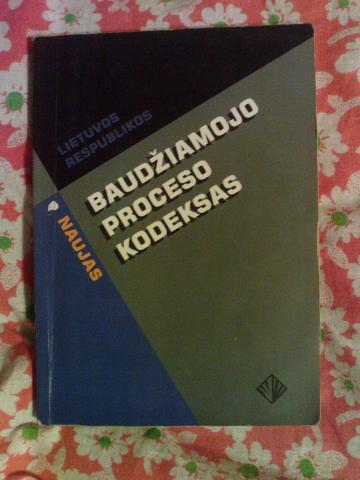 LIETUVOS
RESPUBLIKOS
BAUDŽIAMOJO
PROCESO
KODEKSAS
NAUJAS